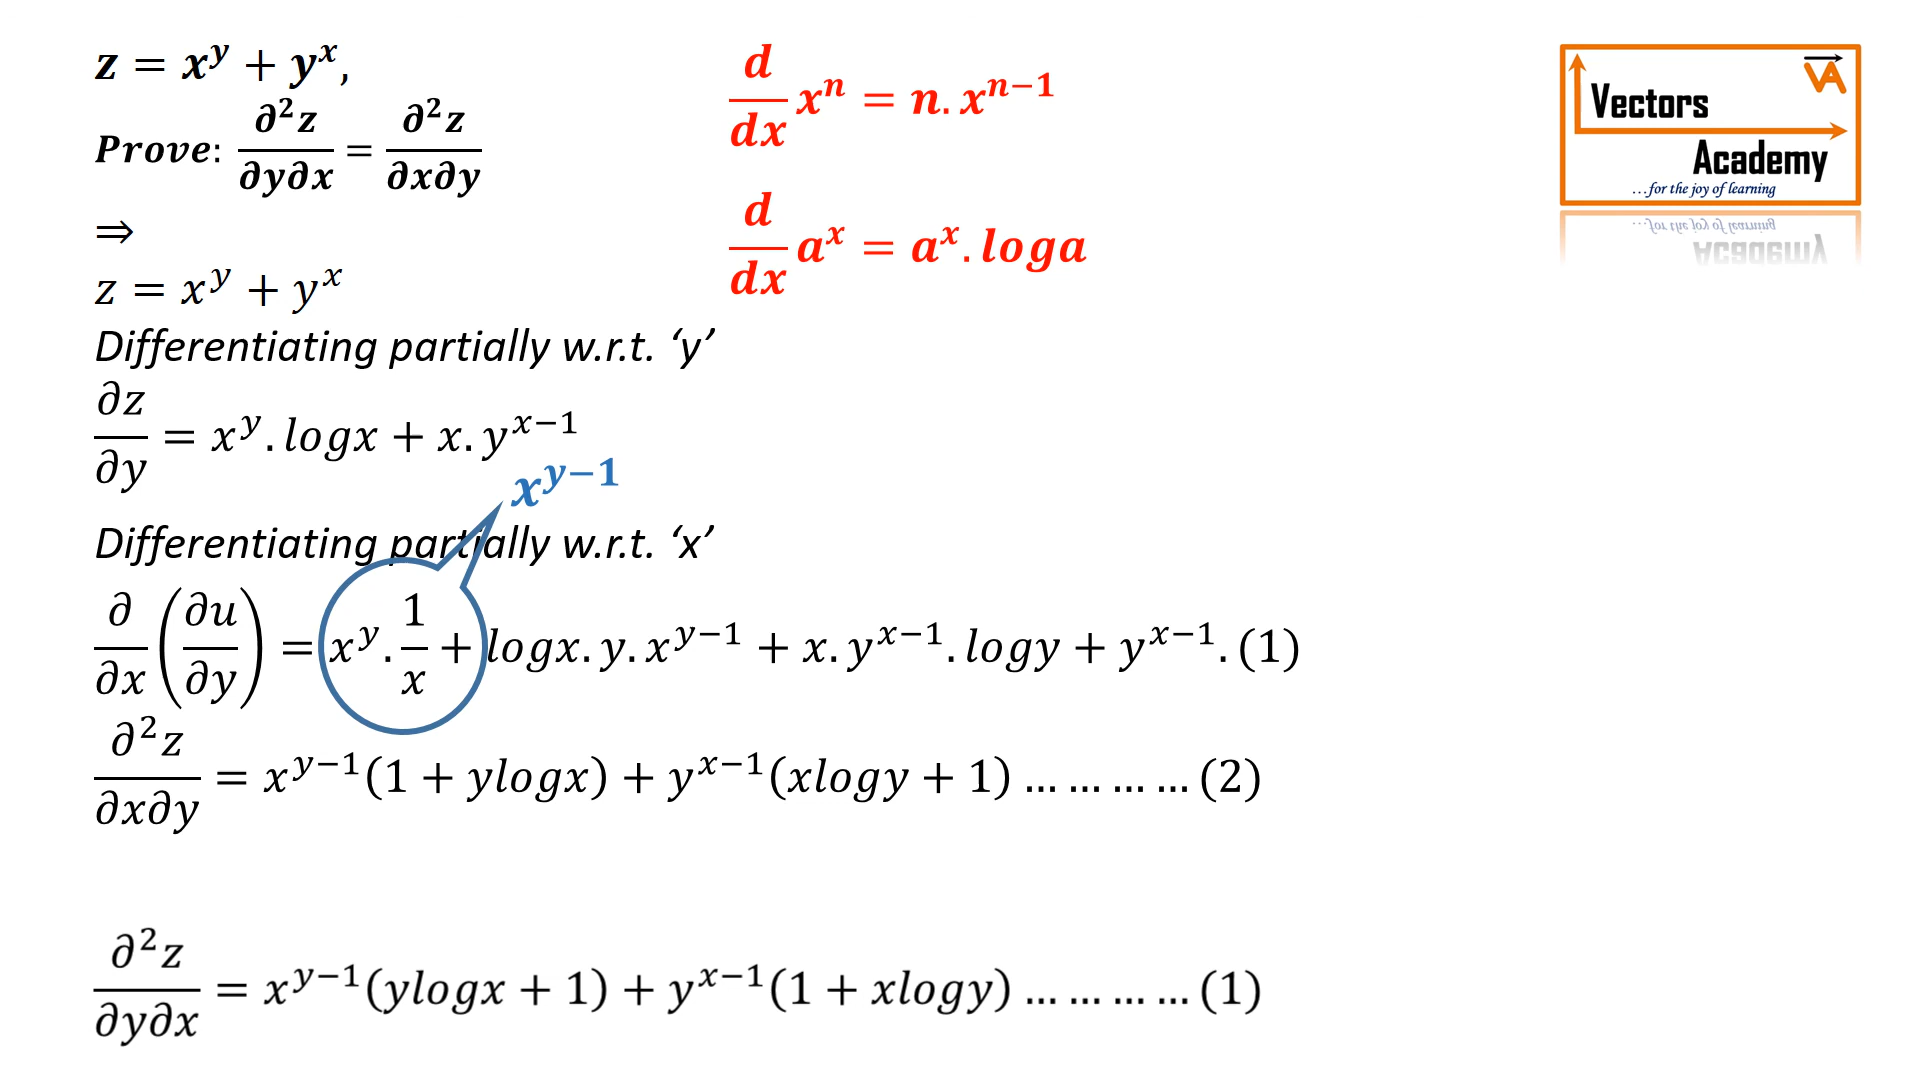 z = x^y + y^x,
Prove: ∂²z/∂y∂x = ∂²z/∂x∂y
⇒
z = x^y + y^x
Differentiating partially w.r.t. ‘y’
∂z/∂y = x^y.logx + x.y^(x−1)
x^(y−1)
Differentiating partially w.r.t. ‘x’
∂/∂x (∂u/∂y) = x^y.1/x + logx.y.x^(y−1) + x.y^(x−1).logy + y^(x−1).(1)
∂²z/∂x∂y = x^(y−1)(1 + ylogx) + y^(x−1)(xlogy + 1) … … … … (2)
∂²z/∂y∂x = x^(y−1)(ylogx + 1) + y^(x−1)(1 + xlogy) … … … … (1)
d/dx x^n = n.x^(n−1)
d/dx a^x = a^x.loga
VA
Vectors
Academy
...for the joy of learning